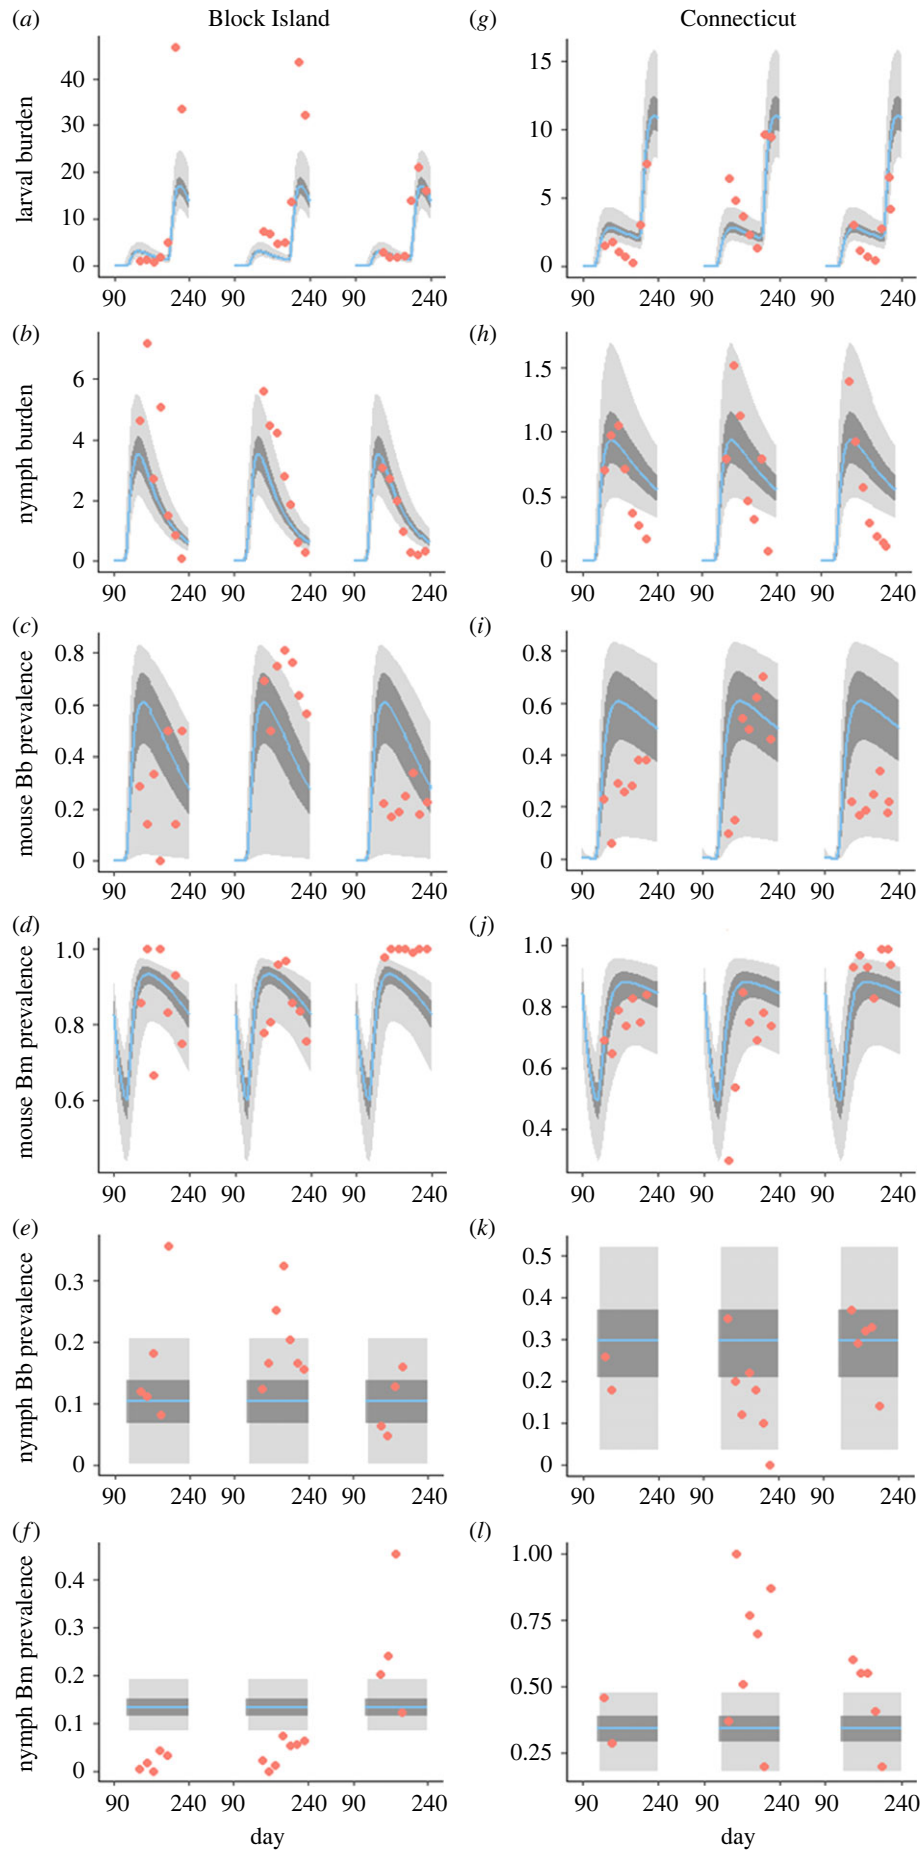 (a) Block Island
(g) Connecticut
larval burden
40
30
20
10
0
90 240 90 240 90 240
15
10
5
0
90 240 90 240 90 240
(b)
nymph burden
6
4
2
0
90 240 90 240 90 240
(h)
1.5
1.0
0.5
0
90 240 90 240 90 240
(c)
mouse Bb prevalence
0.8
0.6
0.4
0.2
0
90 240 90 240 90 240
(i)
0.8
0.6
0.4
0.2
0
90 240 90 240 90 240
(d)
mouse Bm prevalence
1.0
0.8
0.6
90 240 90 240 90 240
(j)
1.0
0.8
0.6
0.4
90 240 90 240 90 240
(e)
nymph Bb prevalence
0.3
0.2
0.1
0
90 240 90 240 90 240
(k)
0.5
0.4
0.3
0.2
0.1
0
90 240 90 240 90 240
(f)
nymph Bm prevalence
0.4
0.3
0.2
0.1
0
90 240 90 240 90 240
day
(l)
1.00
0.75
0.50
0.25
90 240 90 240 90 240
day